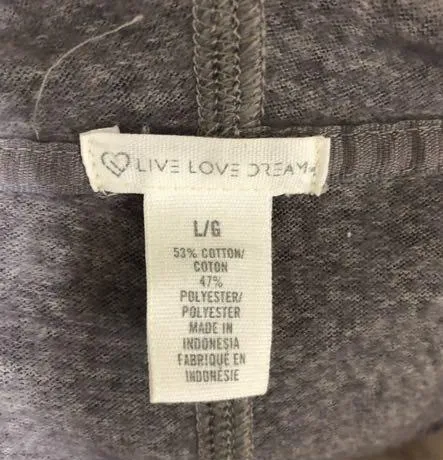 LIVE LOVE DREAM
L/G
53% COTTON/
COTON
47%
POLYESTER/
POLYESTER
MADE IN
INDONESIA
FABRIQUÉ EN
INDONÉSIE